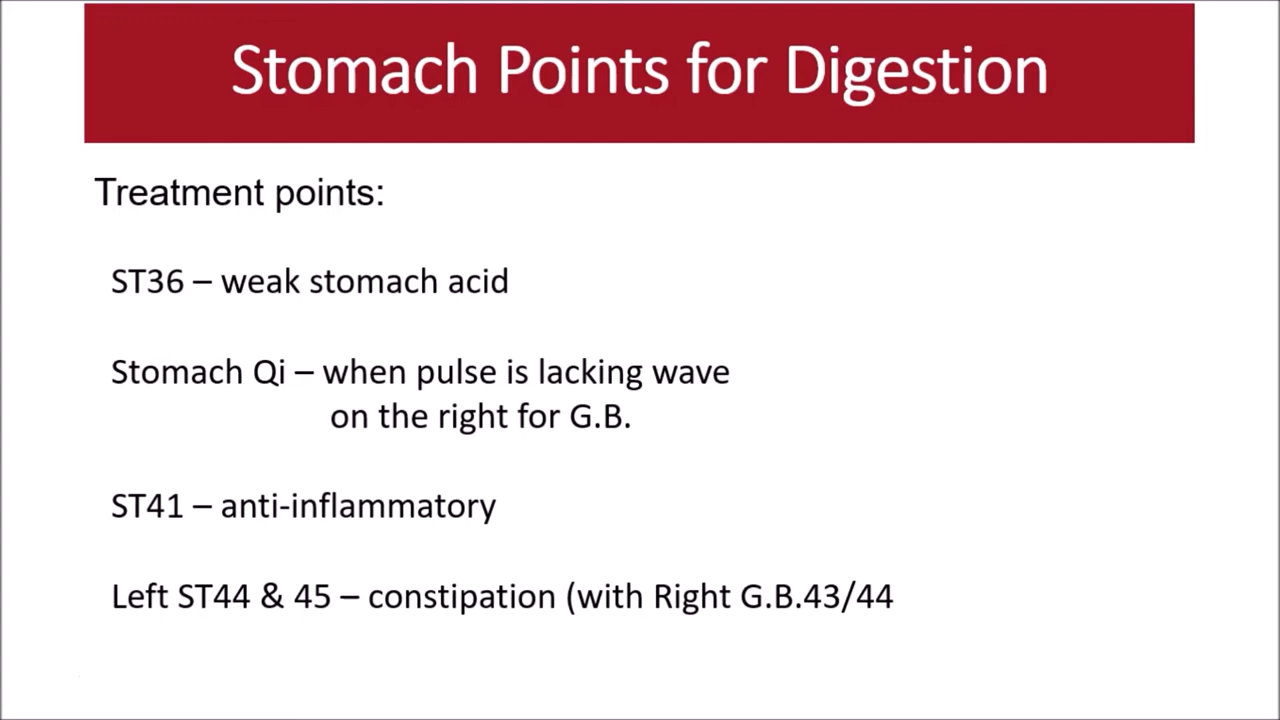 Stomach Points for Digestion
Treatment points:
ST36 – weak stomach acid
Stomach Qi – when pulse is lacking wave
on the right for G.B.
ST41 – anti-inflammatory
Left ST44 & 45 – constipation (with Right G.B.43/44